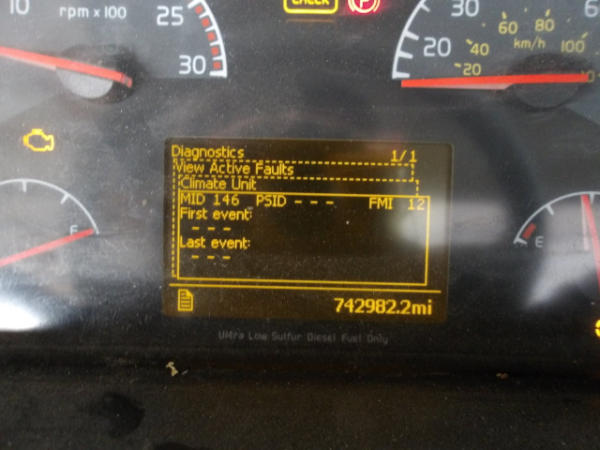 CHECK
P
10
rpm x 100
25
30
30
20
60
80
40
km/h
100
20
Diagnostics 1/1
View Active Faults
Climate Unit
MID 146 PSID - - - FMI 12
First event:
- - -
Last event:
- - -
F
E
742982.2mi
Ultra Low Sulfur Diesel Fuel Only